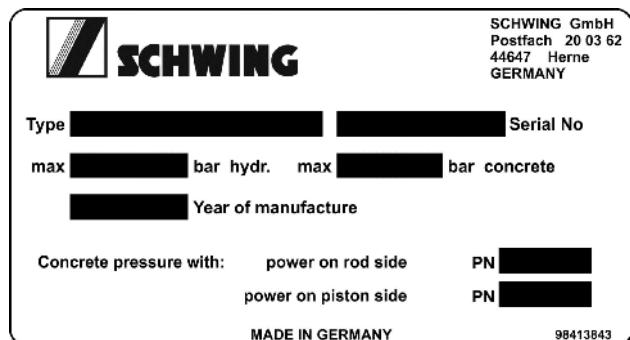 SCHWING
SCHWING GmbH
Postfach 20 03 62
44647 Herne
GERMANY
Type Serial No
max bar hydr. max bar concrete
Year of manufacture
Concrete pressure with: power on rod side PN
power on piston side PN
MADE IN GERMANY 98413843